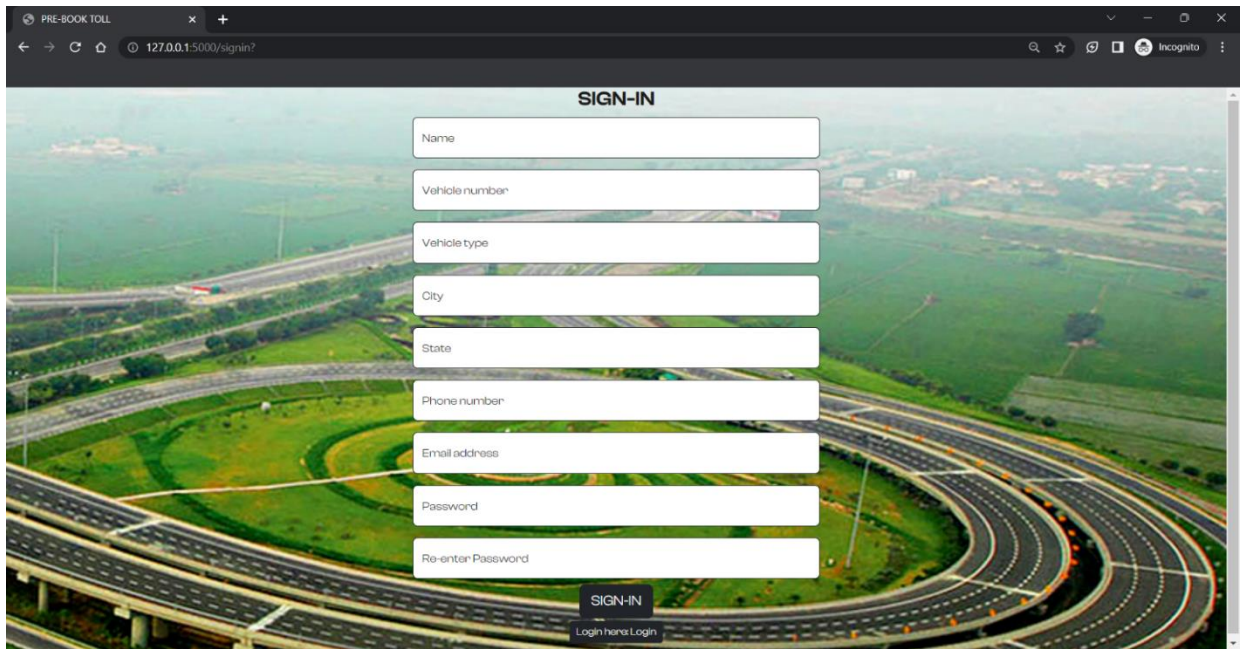 PRE-BOOK TOLL
127.0.0.1:5000/signin?
Incognito
SIGN-IN
Name
Vehicle number
Vehicle type
City
State
Phone number
Email address
Password
Re-enter Password
SIGN-IN
Login here: Login